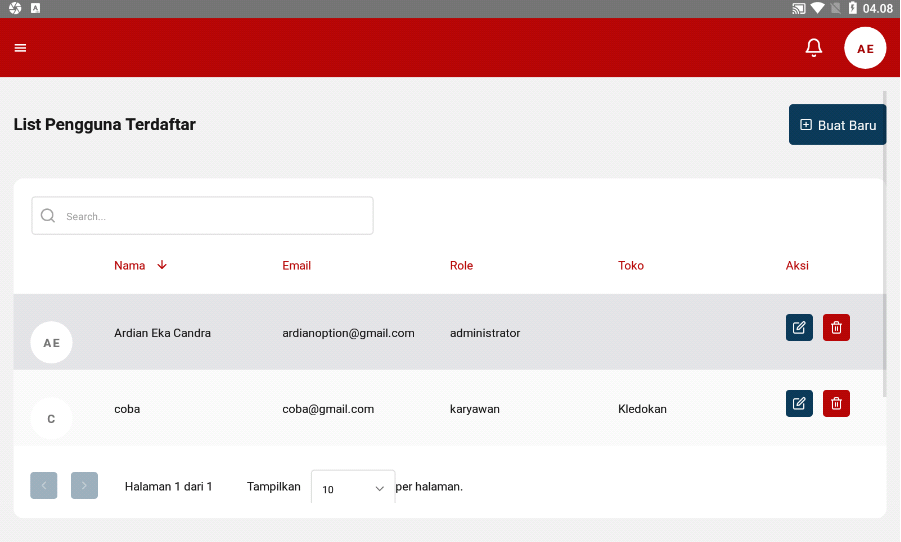 04.08
AE
List Pengguna Terdaftar
Buat Baru
Search...
Nama Email Role Toko Aksi
AE Ardian Eka Candra ardianoption@gmail.com administrator
C coba coba@gmail.com karyawan Kledokan
Halaman 1 dari 1 Tampilkan 10 per halaman.